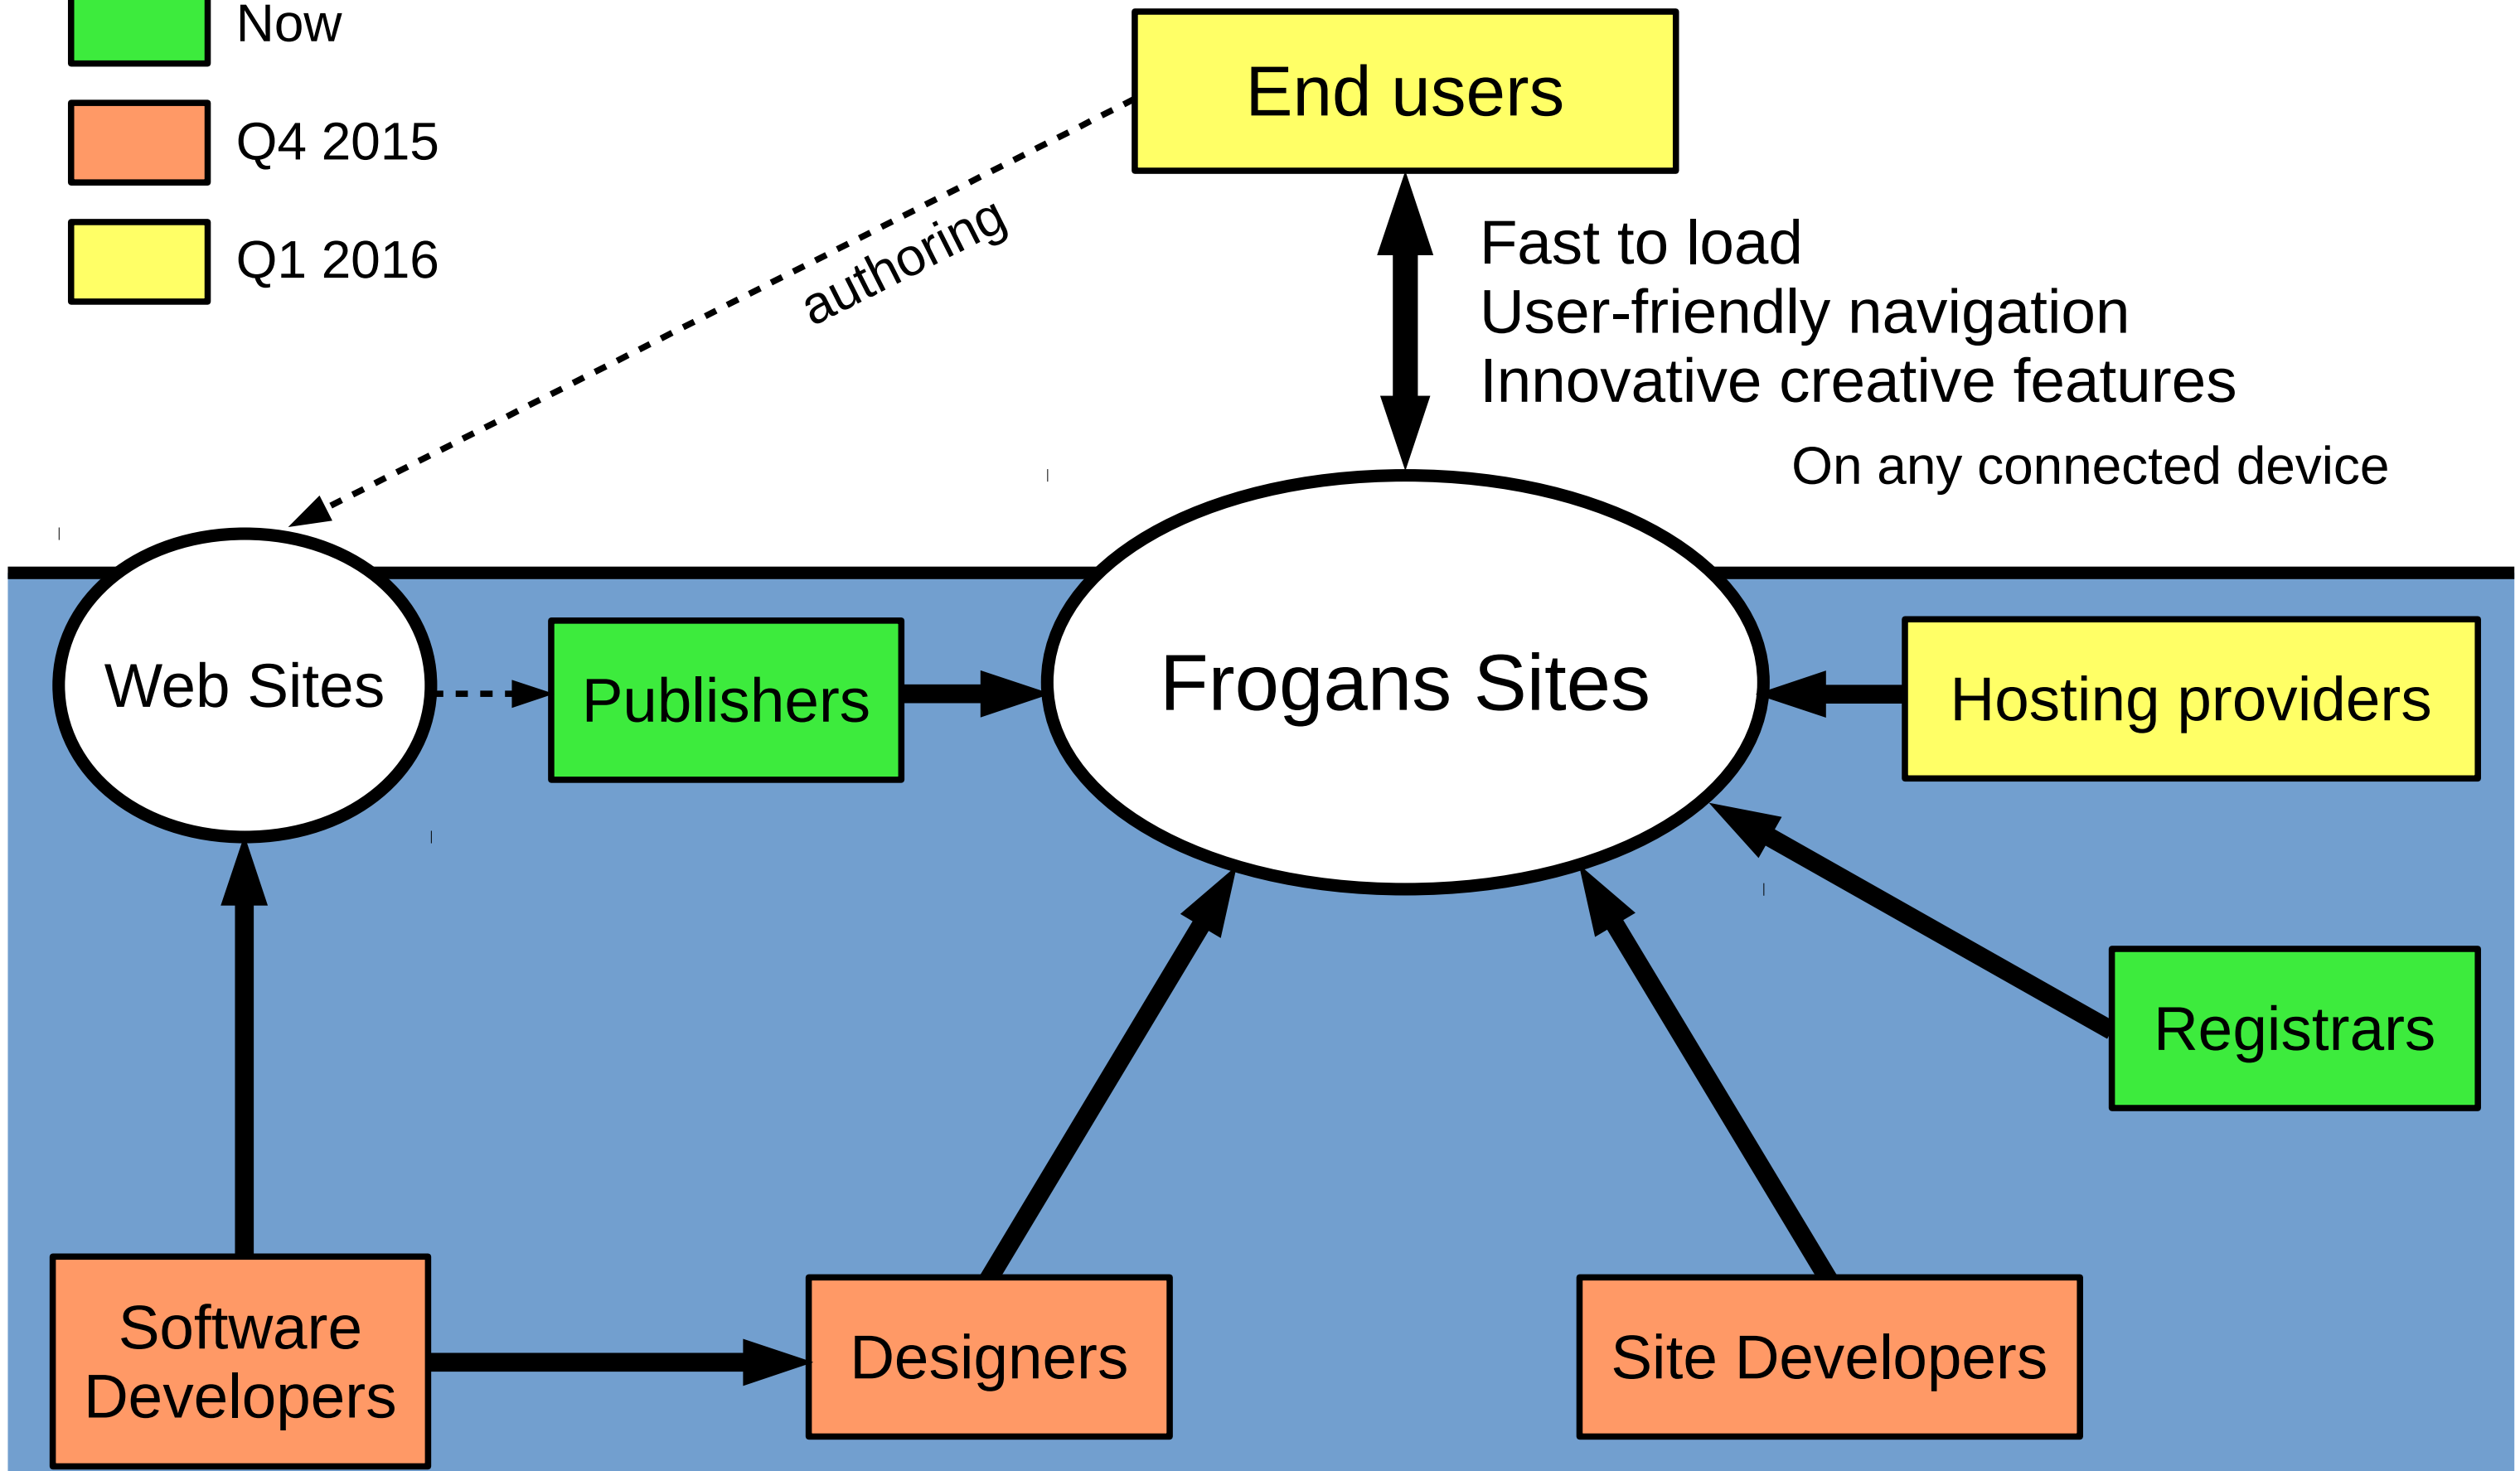 Now
Q4 2015
Q1 2016
End users
authoring
Fast to load
User-friendly navigation
Innovative creative features
On any connected device
Web Sites
Publishers
Frogans Sites
Hosting providers
Registrars
Software
Developers
Designers
Site Developers